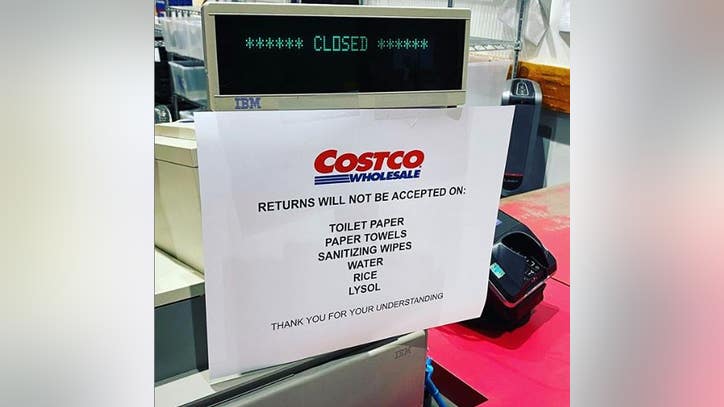 ****** CLOSED ******
IBM
COSTCO
WHOLESALE
RETURNS WILL NOT BE ACCEPTED ON:
TOILET PAPER
PAPER TOWELS
SANITIZING WIPES
WATER
RICE
LYSOL
THANK YOU FOR YOUR UNDERSTANDING
IBM